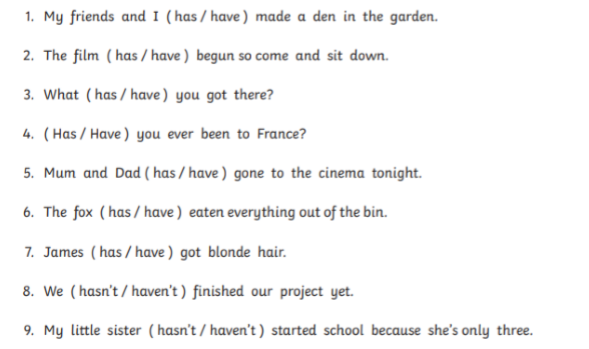 1. My friends and I ( has / have ) made a den in the garden.
2. The film ( has / have ) begun so come and sit down.
3. What ( has / have ) you got there?
4. ( Has / Have ) you ever been to France?
5. Mum and Dad ( has / have ) gone to the cinema tonight.
6. The fox ( has / have ) eaten everything out of the bin.
7. James ( has / have ) got blonde hair.
8. We ( hasn't / haven't ) finished our project yet.
9. My little sister ( hasn't / haven't ) started school because she's only three.